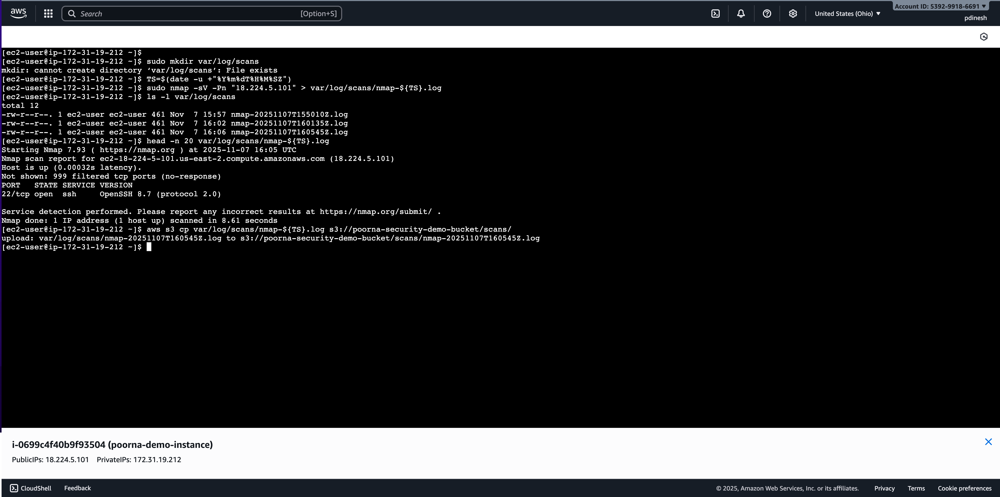 aws
Search [Option+S]
United States (Ohio)
Account ID: 5392-9918-6691
pdinesh
[ec2-user@ip-172-31-19-212 ~]$
[ec2-user@ip-172-31-19-212 ~]$ sudo mkdir var/log/scans
mkdir: cannot create directory ‘var/log/scans’: File exists
[ec2-user@ip-172-31-19-212 ~]$ TS=$(date -u +"%Y%m%dT%H%M%SZ")
[ec2-user@ip-172-31-19-212 ~]$ sudo nmap -sV -Pn "18.224.5.101" > var/log/scans/nmap-${TS}.log
[ec2-user@ip-172-31-19-212 ~]$ ls -l var/log/scans
total 12
-rw-r--r--. 1 ec2-user ec2-user 461 Nov  7 15:57 nmap-20251107T155010Z.log
-rw-r--r--. 1 ec2-user ec2-user 461 Nov  7 16:02 nmap-20251107T160135Z.log
-rw-r--r--. 1 ec2-user ec2-user 461 Nov  7 16:06 nmap-20251107T160545Z.log
[ec2-user@ip-172-31-19-212 ~]$ head -n 20 var/log/scans/nmap-${TS}.log
Starting Nmap 7.93 ( https://nmap.org ) at 2025-11-07 16:05 UTC
Nmap scan report for ec2-18-224-5-101.us-east-2.compute.amazonaws.com (18.224.5.101)
Host is up (0.00032s latency).
Not shown: 999 filtered tcp ports (no-response)
PORT   STATE SERVICE VERSION
22/tcp open  ssh     OpenSSH 8.7 (protocol 2.0)
Service detection performed. Please report any incorrect results at https://nmap.org/submit/ .
Nmap done: 1 IP address (1 host up) scanned in 8.61 seconds
[ec2-user@ip-172-31-19-212 ~]$ aws s3 cp var/log/scans/nmap-${TS}.log s3://poorna-security-demo-bucket/scans/
upload: var/log/scans/nmap-20251107T160545Z.log to s3://poorna-security-demo-bucket/scans/nmap-20251107T160545Z.log
[ec2-user@ip-172-31-19-212 ~]$
i-0699c4f40b9f93504 (poorna-demo-instance)
PublicIPs: 18.224.5.101 PrivateIPs: 172.31.19.212
CloudShell Feedback © 2025, Amazon Web Services, Inc. or its affiliates. Privacy Terms Cookie preferences